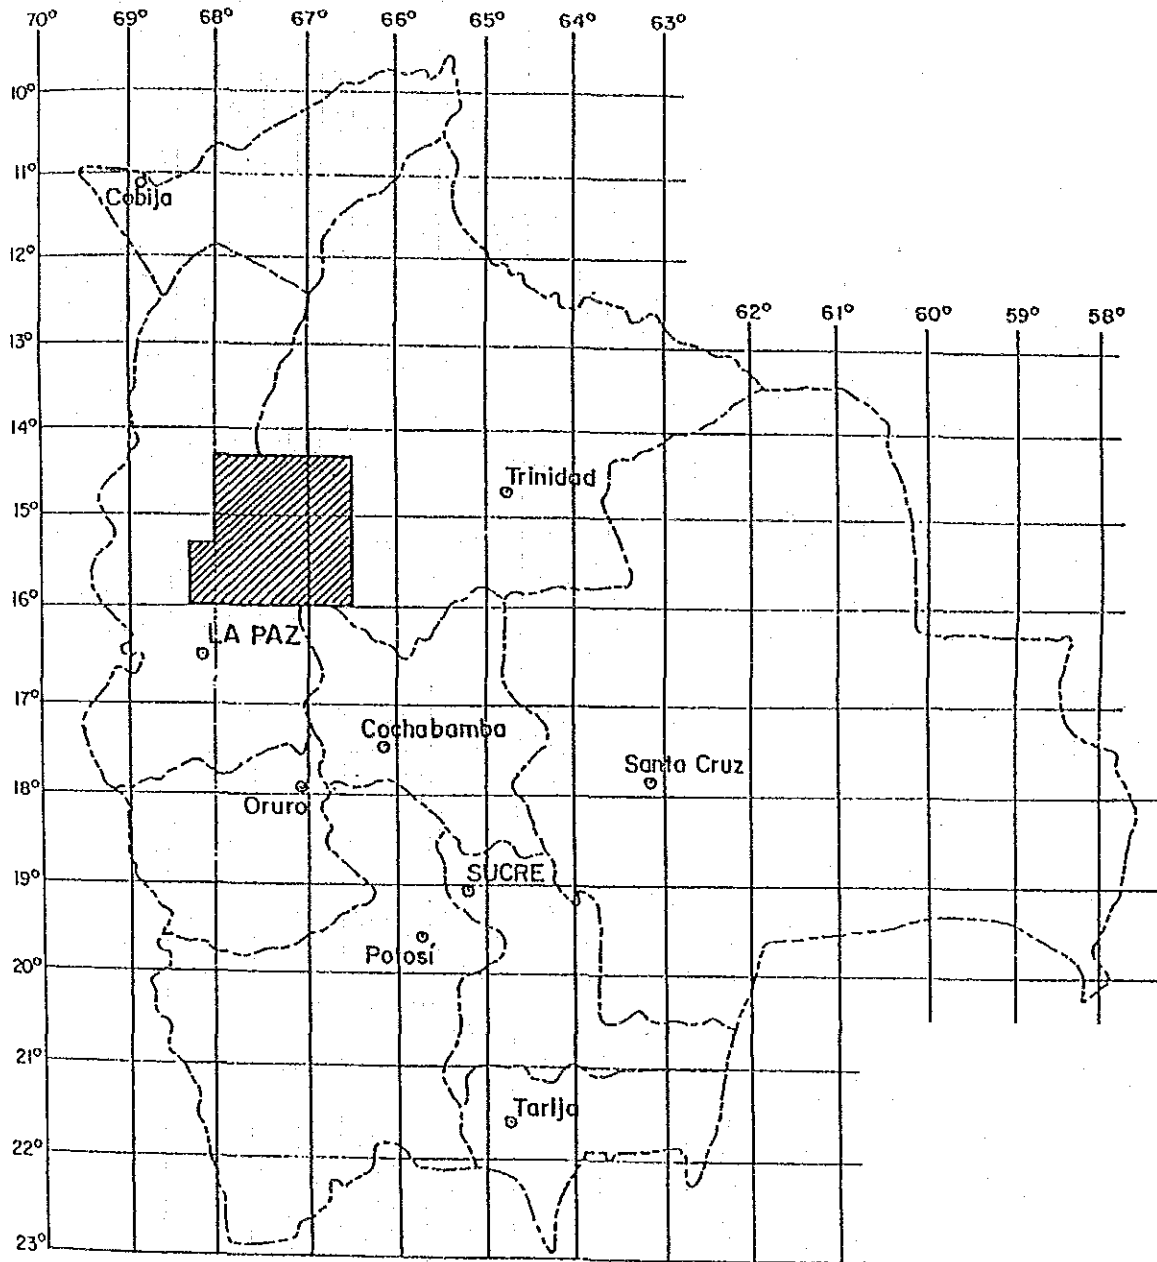 70° 69° 68° 67° 66° 65° 64° 63°
10°
11°
Cobija
12°
62° 61° 60° 59° 58°
13°
14°
Trinidad
15°
16°
LA PAZ
17°
Cochabamba
Santa Cruz
18°
Oruro
SUCRE
19°
Potosí
20°
21°
Tarija
22°
23°